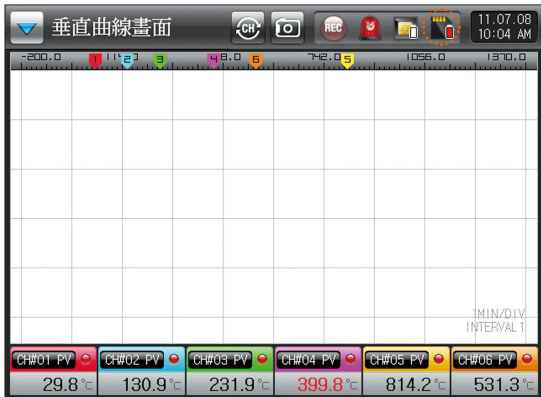 垂直曲線畫面
CH
REC
11.07.08
10:04 AM
-200.0 742.0 1056.0 1370.0
1 2 3 4 6 5
1MIN/DIV
INTERVAL 1
CH#01 PV CH#02 PV CH#03 PV CH#04 PV CH#05 PV CH#06 PV
29.8℃ 130.9℃ 231.9℃ 399.8℃ 814.2℃ 531.3℃